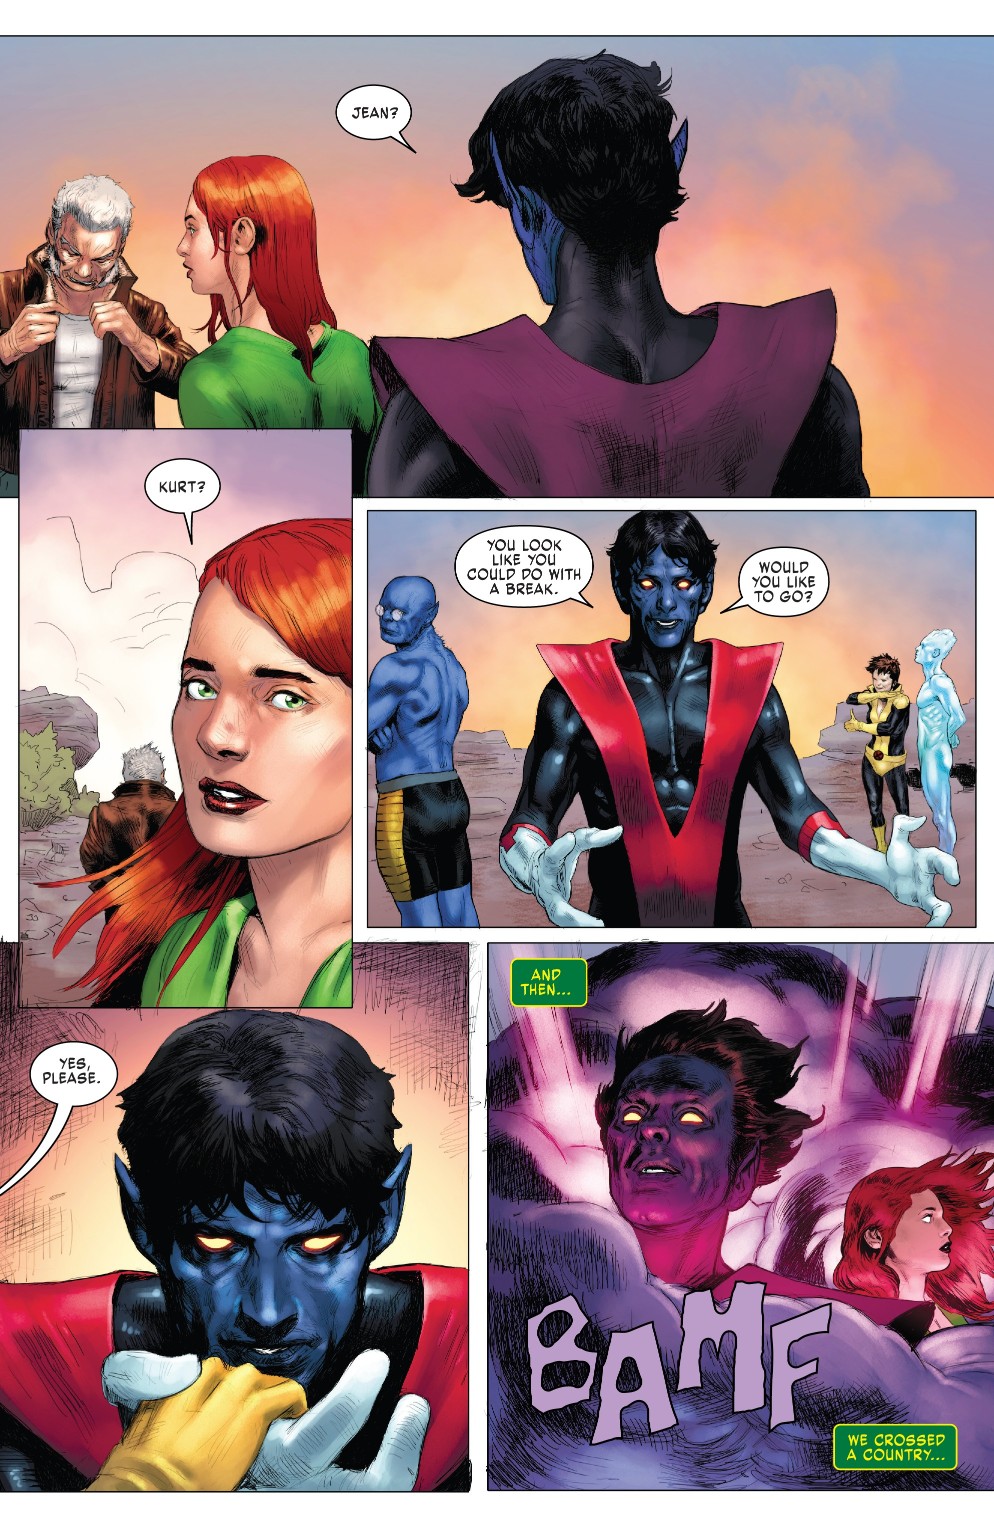 JEAN?
KURT?
YOU LOOK
LIKE YOU
COULD DO WITH
A BREAK.
WOULD
YOU LIKE
TO GO?
YES,
PLEASE.
AND
THEN...
BAMF
WE CROSSED
A COUNTRY...